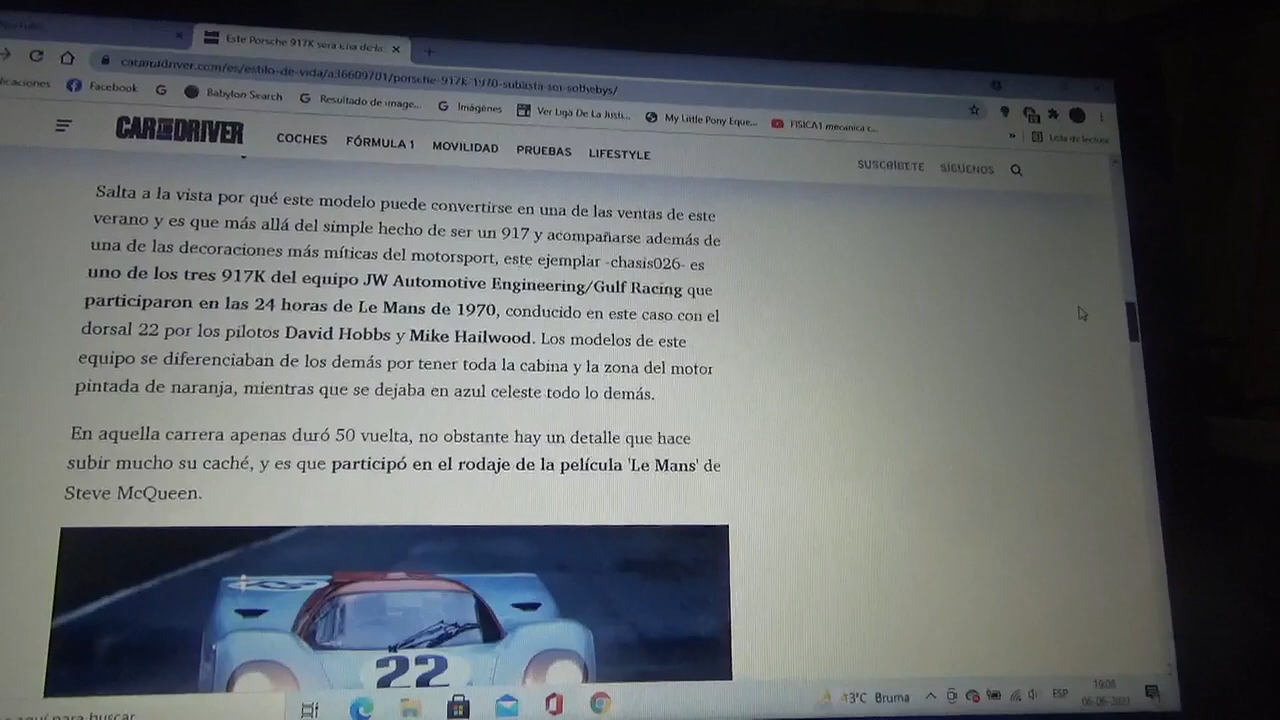 Este Porsche 917K será una de la
caranddriver.com/es/estilo-de-vida/a36609701/porsche-917k-1970-subasta-rm-sothebys/
licaciones Facebook G Babylon Search Resultado de image... Imágenes Ver Liga De La Justi... My Little Pony Eque... FISICA1 mecanica c... » Lista de lectura
CAR AND DRIVER COCHES FÓRMULA 1 MOVILIDAD PRUEBAS LIFESTYLE SUSCRÍBETE SÍGUENOS
Salta a la vista por qué este modelo puede convertirse en una de las ventas de este
verano y es que más allá del simple hecho de ser un 917 y acompañarse además de
una de las decoraciones más míticas del motorsport, este ejemplar -chasis026- es
uno de los tres 917K del equipo JW Automotive Engineering/Gulf Racing que
participaron en las 24 horas de Le Mans de 1970, conducido en este caso con el
dorsal 22 por los pilotos David Hobbs y Mike Hailwood. Los modelos de este
equipo se diferenciaban de los demás por tener toda la cabina y la zona del motor
pintada de naranja, mientras que se dejaba en azul celeste todo lo demás.
En aquella carrera apenas duró 50 vuelta, no obstante hay un detalle que hace
subir mucho su caché, y es que participó en el rodaje de la película 'Le Mans' de
Steve McQueen.
22
aquí para buscar 13°C Bruma ESP 19:08
06-06-2021